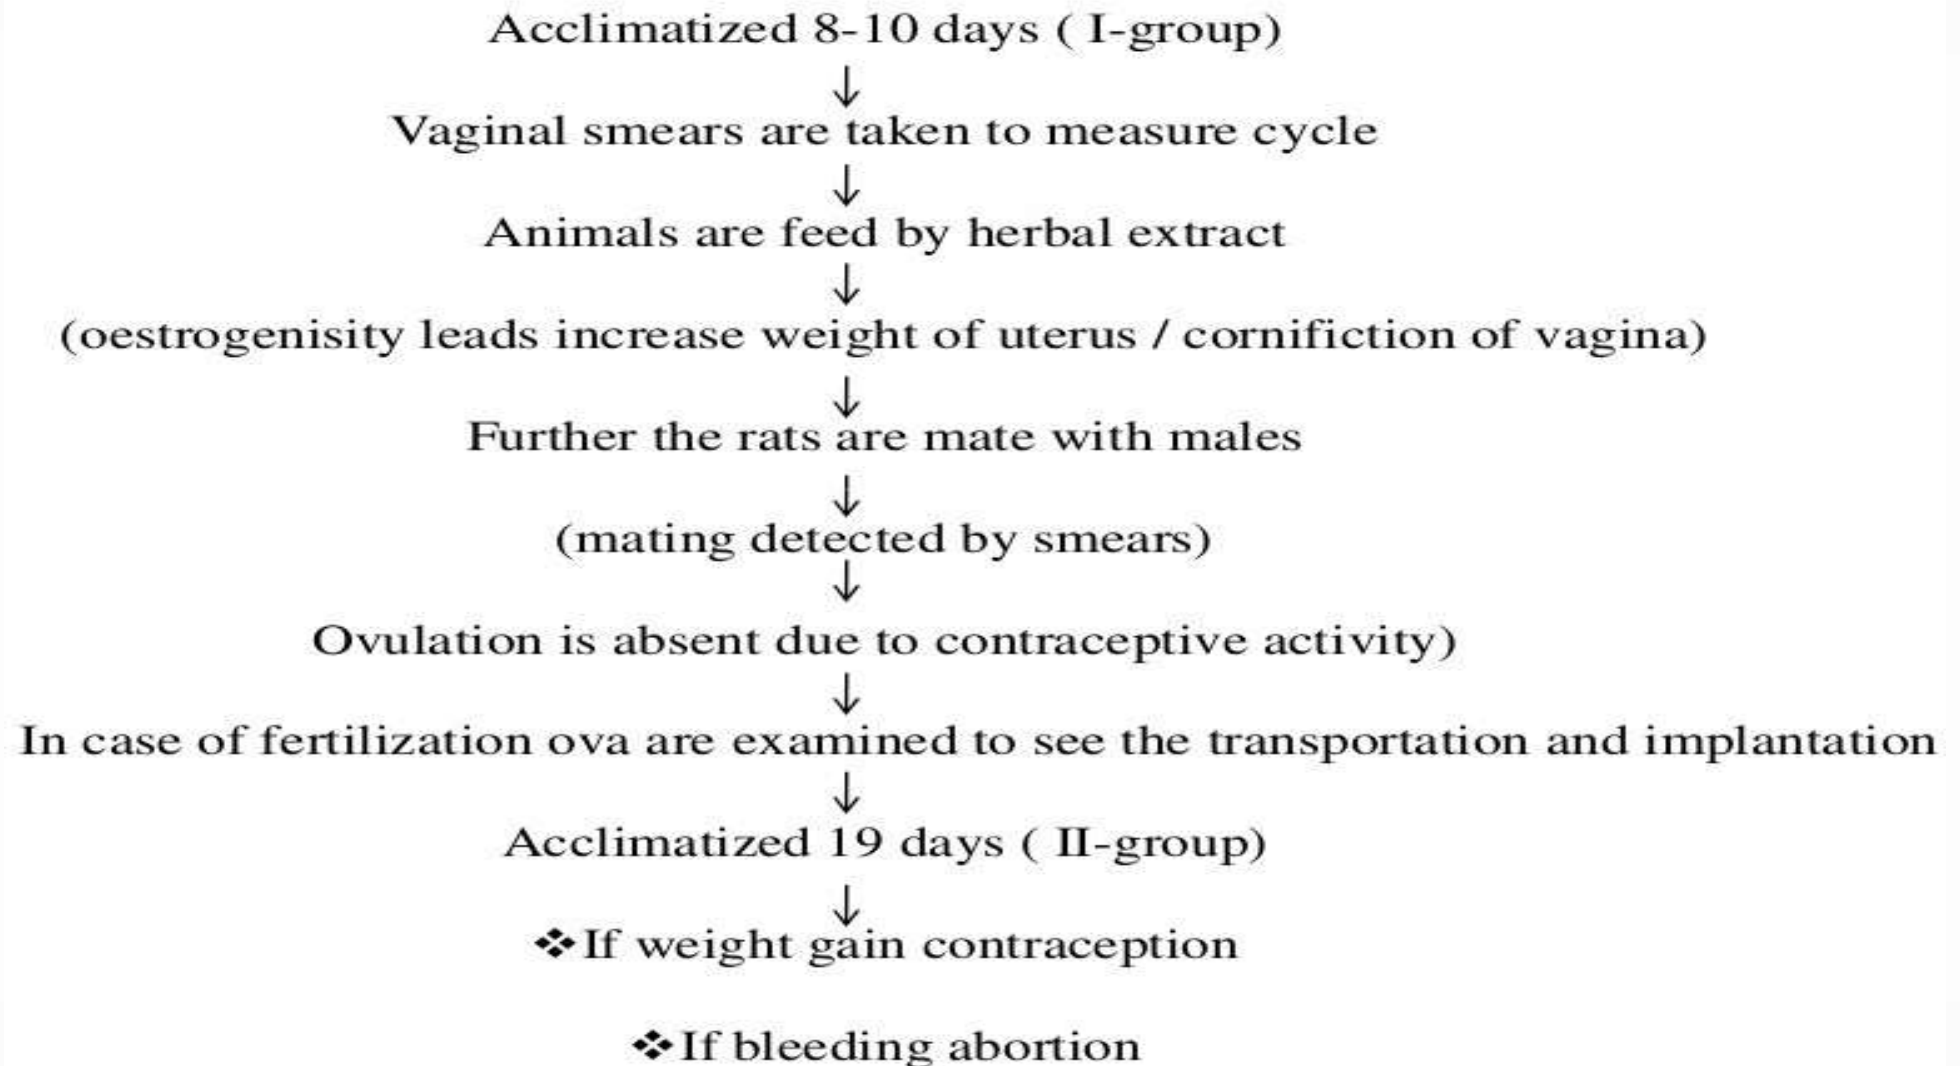 Acclimatized 8-10 days ( I-group)
↓
Vaginal smears are taken to measure cycle
↓
Animals are feed by herbal extract
↓
(oestrogenisity leads increase weight of uterus / cornifiction of vagina)
↓
Further the rats are mate with males
↓
(mating detected by smears)
↓
Ovulation is absent due to contraceptive activity)
↓
In case of fertilization ova are examined to see the transportation and implantation
↓
Acclimatized 19 days ( II-group)
↓
❖If weight gain contraception
❖If bleeding abortion